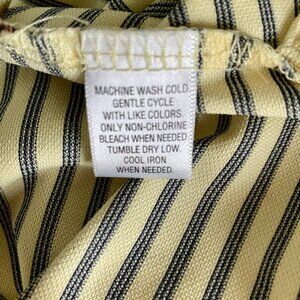 MACHINE WASH COLD
GENTLE CYCLE
WITH LIKE COLORS
ONLY NON-CHLORINE
BLEACH WHEN NEEDED
TUMBLE DRY LOW.
COOL IRON
WHEN NEEDED.